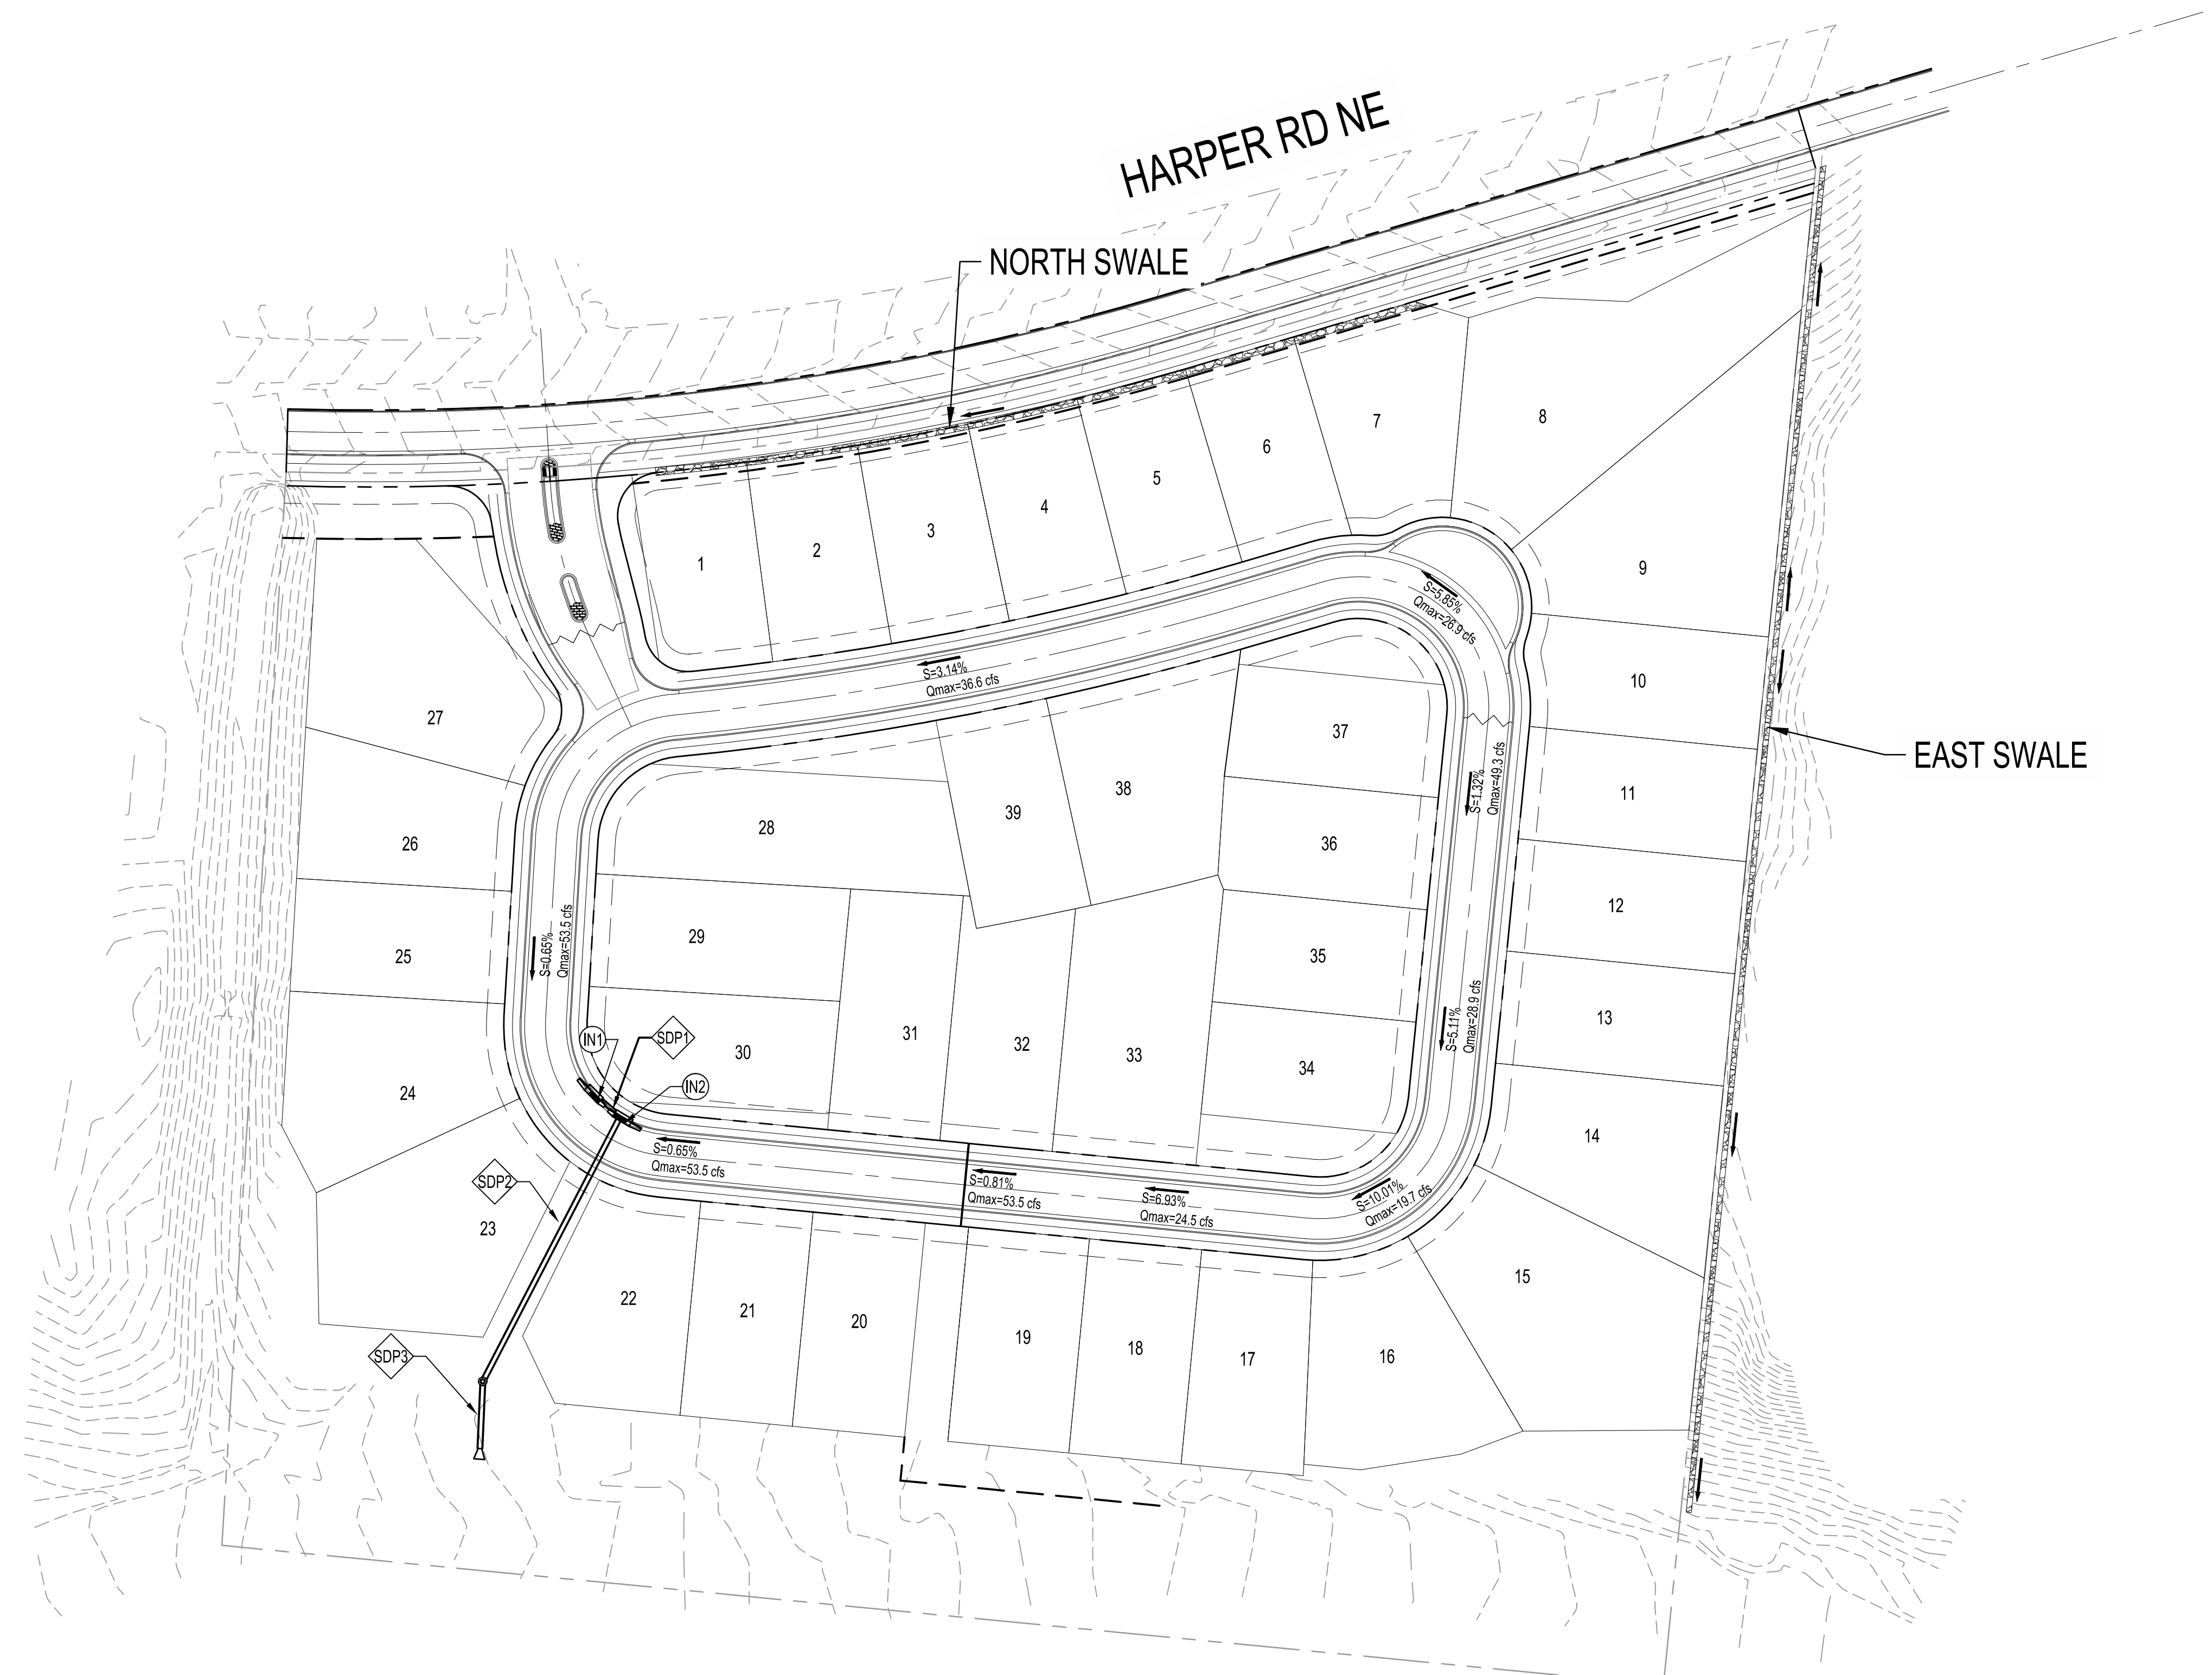 HARPER RD NE
NORTH SWALE
EAST SWALE
1
2
3
4
5
6
7
8
9
10
11
12
13
14
15
16
17
18
19
20
21
22
23
24
25
26
27
28
29
30
31
32
33
34
35
36
37
38
39
S=5.85%
Qmax=26.9 cfs
S=3.14%
Qmax=36.6 cfs
S=1.32%
Qmax=49.3 cfs
S=0.65%
Qmax=53.5 cfs
S=5.11%
Qmax=28.9 cfs
IN1
SDP1
IN2
S=0.65%
Qmax=53.5 cfs
S=0.81%
Qmax=53.5 cfs
S=6.93%
Qmax=24.5 cfs
S=10.01%
Qmax=19.7 cfs
SDP2
SDP3